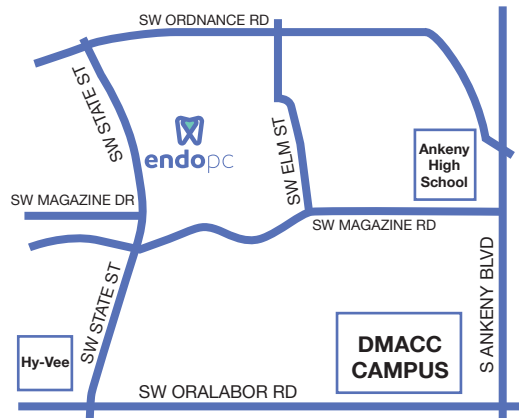 SW ORDNANCE RD
SW STATE ST
endopc
SW ELM ST
Ankeny
High
School
SW MAGAZINE DR
SW MAGAZINE RD
S ANKENY BLVD
SW STATE ST
Hy-Vee
DMACC
CAMPUS
SW ORALABOR RD